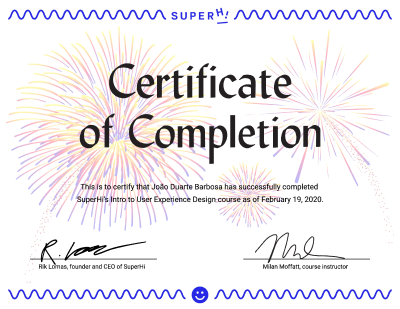 SUPERHi
Certificate
of Completion
This is to certify that João Duarte Barbosa has successfully completed
SuperHi's Intro to User Experience Design course as of February 19, 2020.
R. Lomas
Rik Lomas, founder and CEO of SuperHi
Milan Moffatt, course instructor